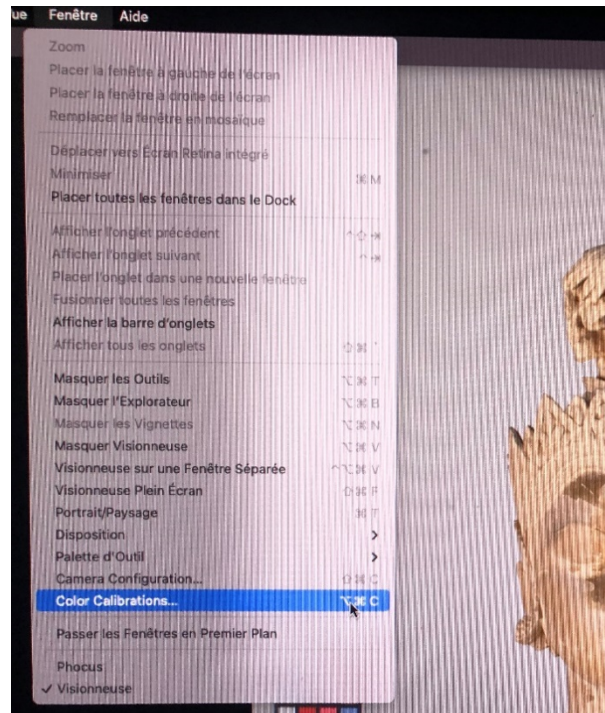 ue Fenêtre Aide
Zoom
Placer la fenêtre à gauche de l'écran
Placer la fenêtre à droite de l'écran
Remplacer la fenêtre en mosaïque
Déplacer vers Écran Retina intégré
Minimiser ⌘ M
Placer toutes les fenêtres dans le Dock
Afficher l'onglet précédent
Afficher l'onglet suivant
Placer l'onglet dans une nouvelle fenêtre
Fusionner toutes les fenêtres
Afficher la barre d'onglets
Afficher tous les onglets
Masquer les Outils ⌥ ⌘ T
Masquer l'Explorateur ⌥ ⌘ B
Masquer les Vignettes ⌥ ⌘ N
Masquer Visionneuse ⌥ ⌘ V
Visionneuse sur une Fenêtre Séparée ^ ⌥ ⌘ V
Visionneuse Plein Écran ⇧ ⌘ F
Portrait/Paysage ⌘ T
Disposition >
Palette d'Outil >
Camera Configuration... ⇧ ⌘ C
Color Calibrations... ⌥ ⌘ C
Passer les Fenêtres en Premier Plan
Phocus
✓ Visionneuse